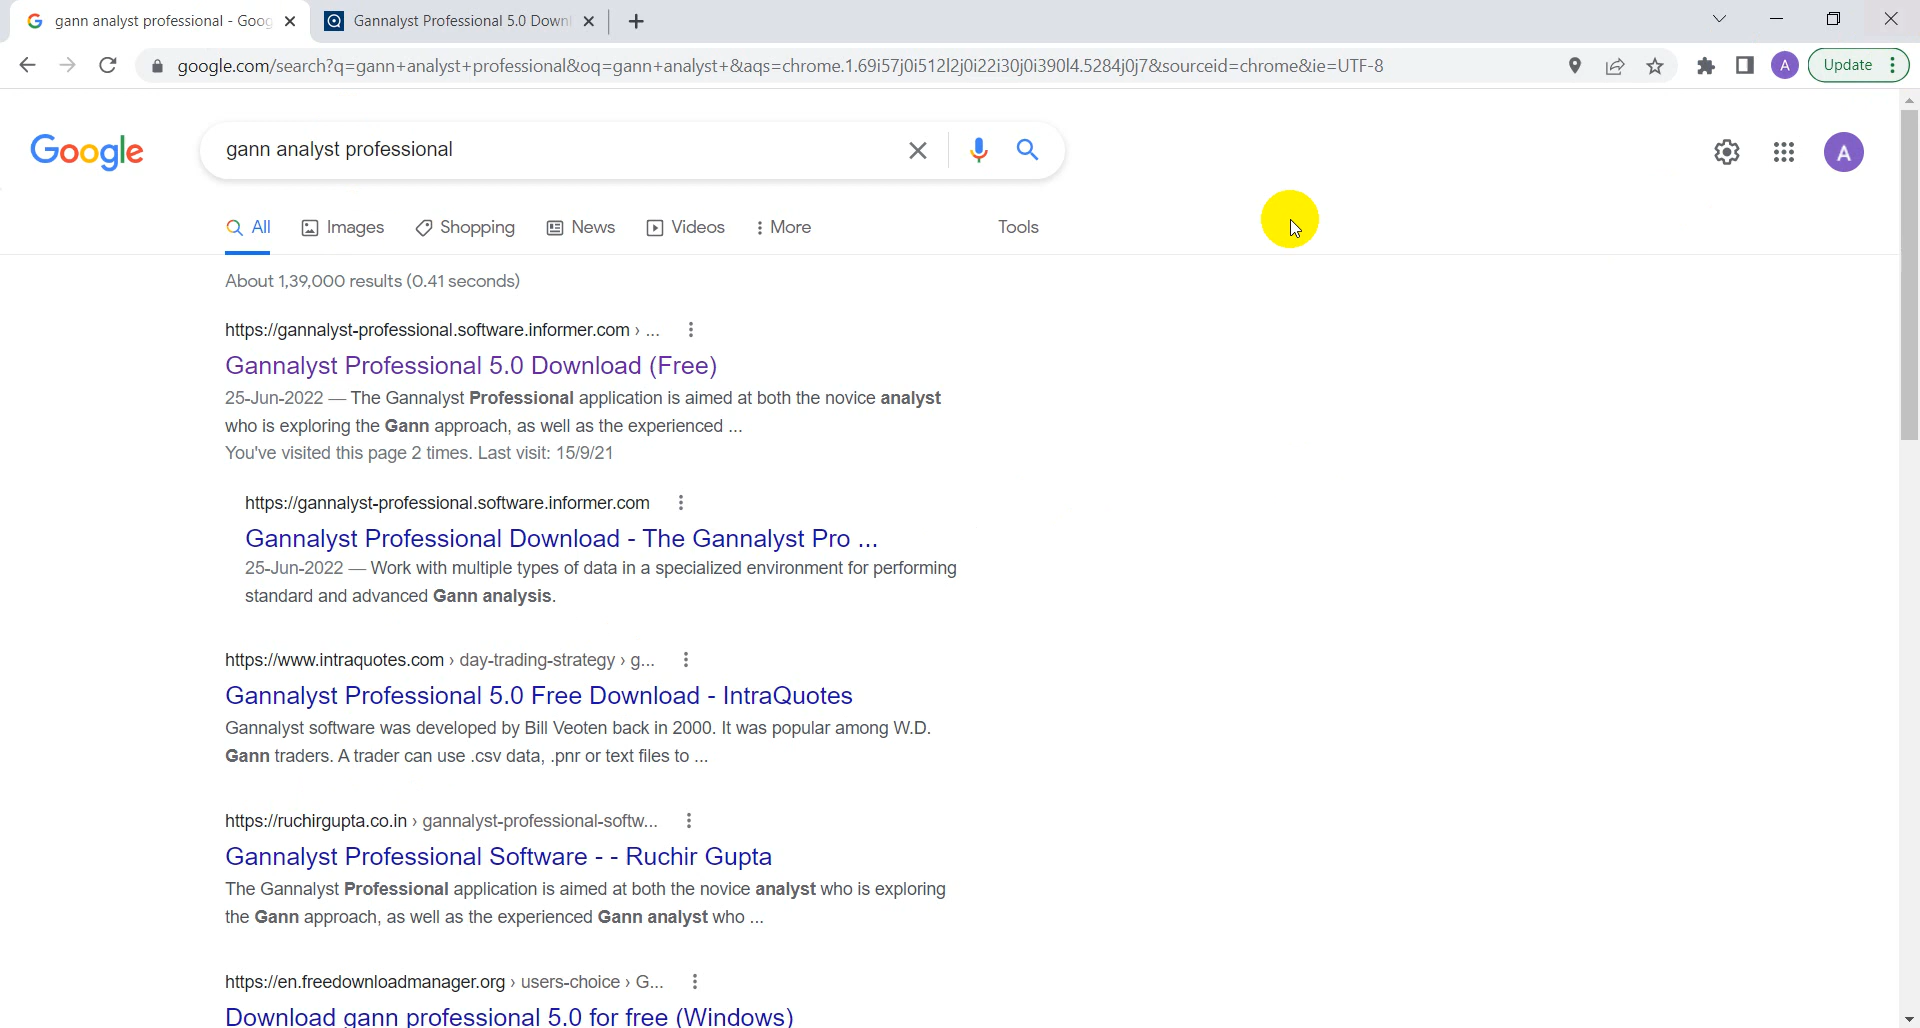 gann analyst professional - Goog
Gannalyst Professional 5.0 Downl
google.com/search?q=gann+analyst+professional&oq=gann+analyst+&aqs=chrome.1.69i57j0i512l2j0i22i30j0i390l4.5284j0j7&sourceid=chrome&ie=UTF-8
A
Update
Google
gann analyst professional
A
All
Images
Shopping
News
Videos
More
Tools
About 1,39,000 results (0.41 seconds)
https://gannalyst-professional.software.informer.com › ...
Gannalyst Professional 5.0 Download (Free)
25-Jun-2022 — The Gannalyst Professional application is aimed at both the novice analyst
who is exploring the Gann approach, as well as the experienced ...
You've visited this page 2 times. Last visit: 15/9/21
https://gannalyst-professional.software.informer.com
Gannalyst Professional Download - The Gannalyst Pro ...
25-Jun-2022 — Work with multiple types of data in a specialized environment for performing
standard and advanced Gann analysis.
https://www.intraquotes.com › day-trading-strategy › g...
Gannalyst Professional 5.0 Free Download - IntraQuotes
Gannalyst software was developed by Bill Veoten back in 2000. It was popular among W.D.
Gann traders. A trader can use .csv data, .pnr or text files to ...
https://ruchirgupta.co.in › gannalyst-professional-softw...
Gannalyst Professional Software - - Ruchir Gupta
The Gannalyst Professional application is aimed at both the novice analyst who is exploring
the Gann approach, as well as the experienced Gann analyst who ...
https://en.freedownloadmanager.org › users-choice › G...
Download gann professional 5.0 for free (Windows)